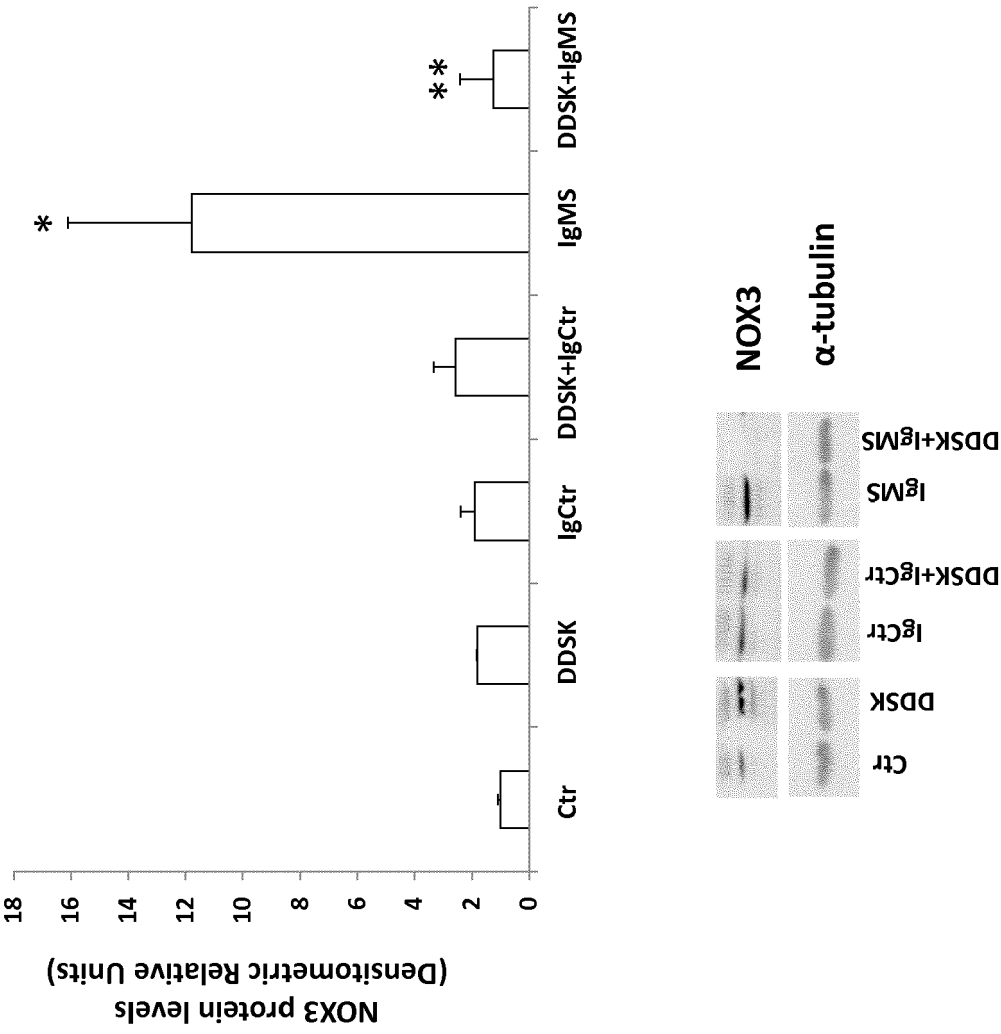 NOX3 protein levels
(Densitometric Relative Units)
18
16
14
12
10
8
6
4
2
0
*
**
Ctr
DDSK
IgCtr
DDSK+IgCtr
IgMS
DDSK+IgMS
NOX3
α-tubulin
Ctr
DDSK
IgCtr
DDSK+IgCtr
IgMS
DDSK+IgMS